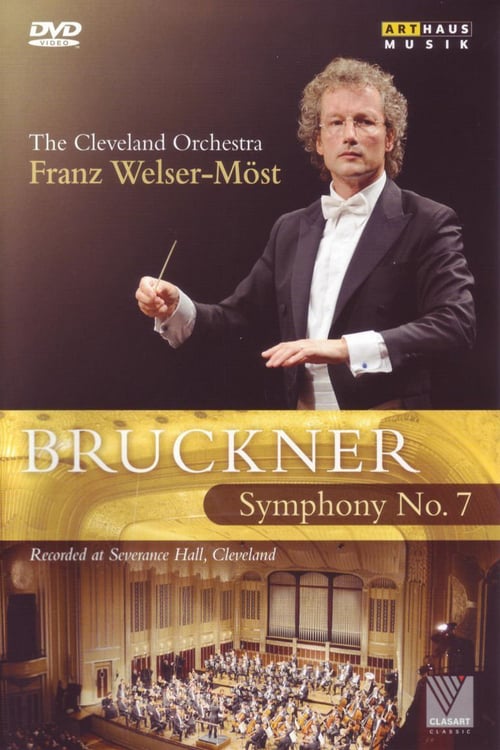 DVD
VIDEO
ARTHAUS
MUSIK
The Cleveland Orchestra
Franz Welser-Möst
BRUCKNER
Symphony No. 7
Recorded at Severance Hall, Cleveland
CLASART
CLASSIC